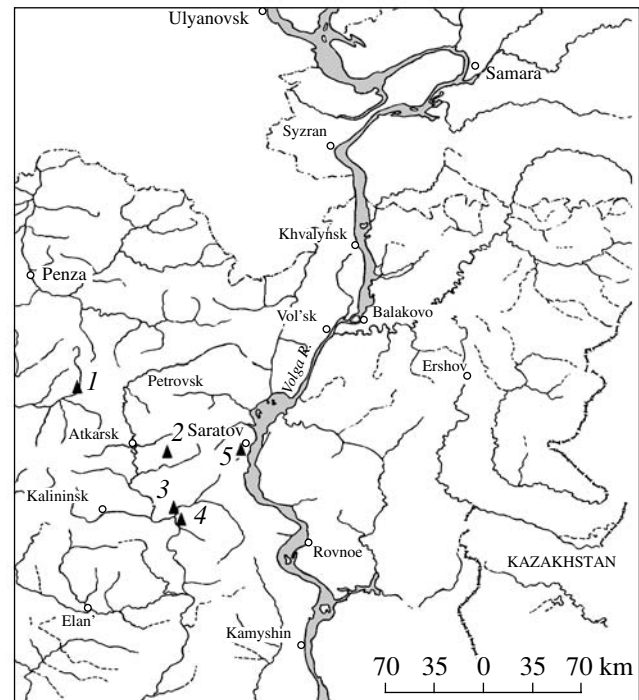 Ulyanovsk
Samara
Syzran
Khvalynsk
Penza
Vol'sk
Balakovo
Volga R.
Ershov
Petrovsk
1
Atkarsk
2
Saratov
5
Kalininsk
3
4
Rovnoe
KAZAKHSTAN
Elan'
Kamyshin
70 35 0 35 70 km